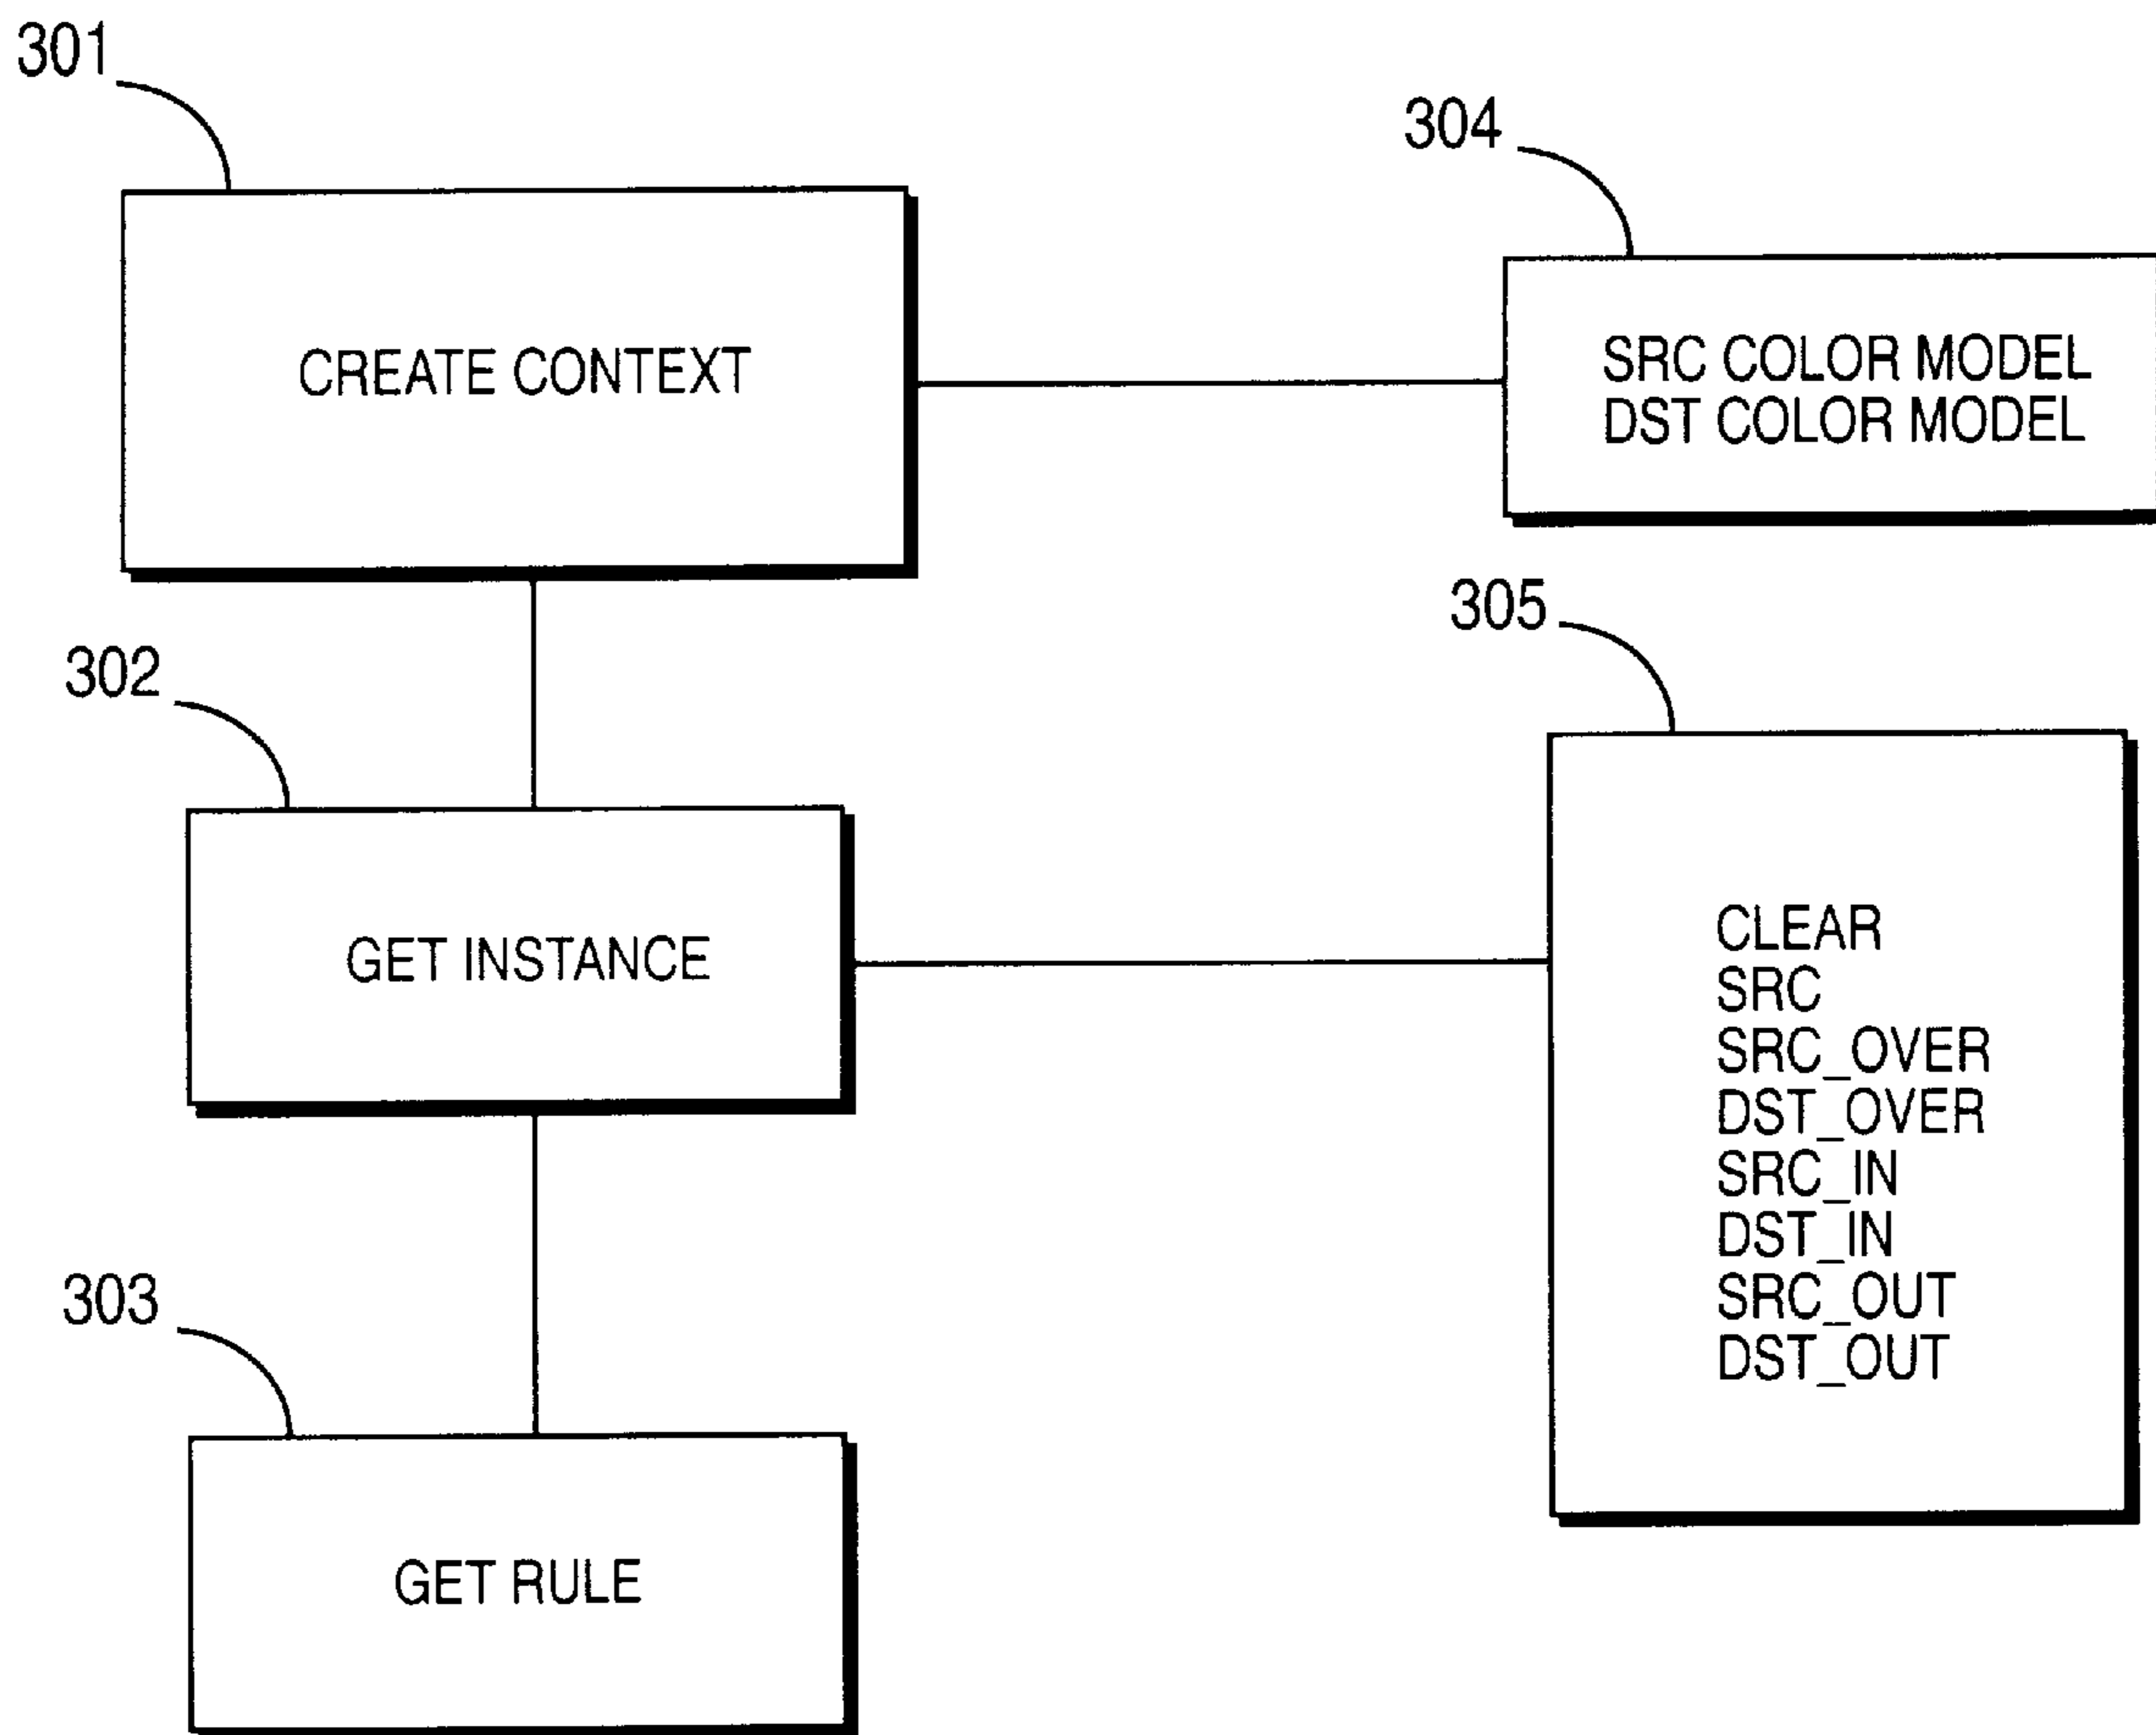 301
304
CREATE CONTEXT
SRC COLOR MODEL
DST COLOR MODEL
302
305
GET INSTANCE
CLEAR
SRC
SRC_OVER
DST_OVER
SRC_IN
DST_IN
SRC_OUT
DST_OUT
303
GET RULE